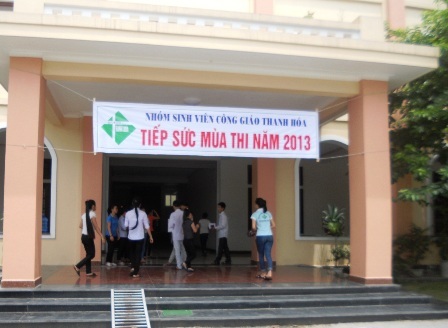 NHÓM SINH VIÊN CÔNG GIÁO THANH HÓA
TIẾP SỨC MÙA THI NĂM 2013